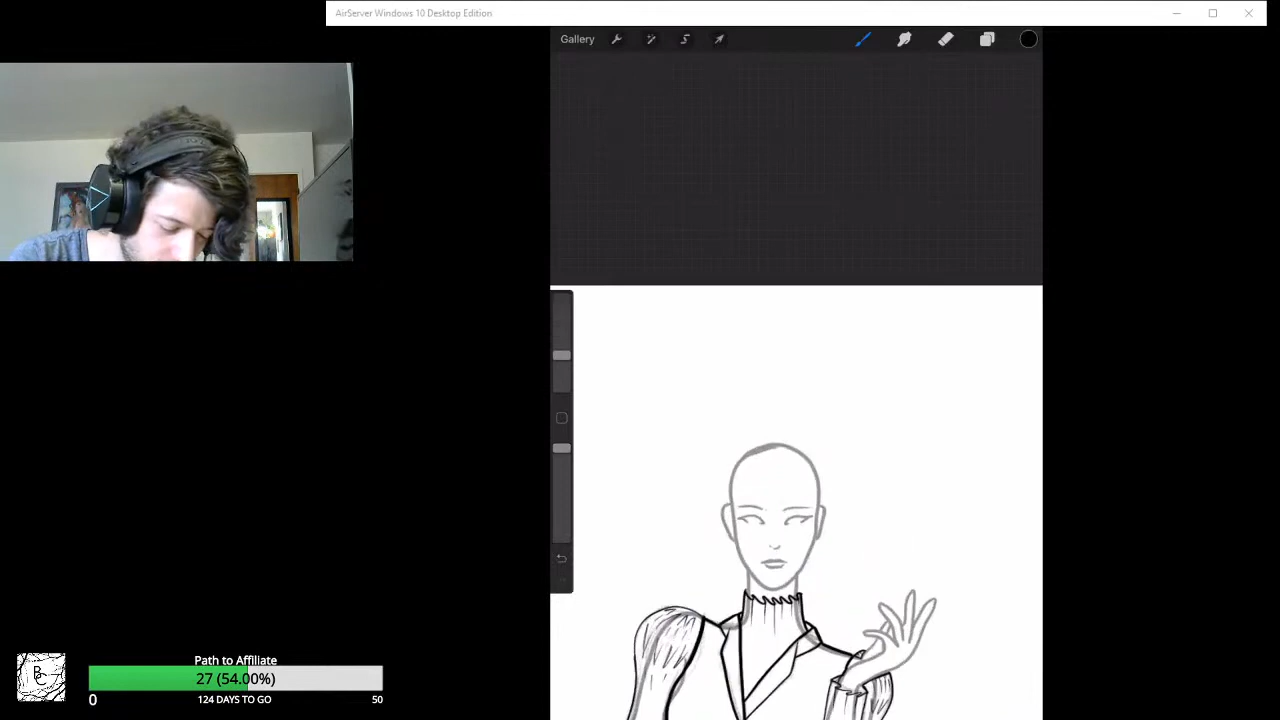 AirServer Windows 10 Desktop Edition
Gallery
Path to Affiliate
27 (54.00%)
0
124 DAYS TO GO
50